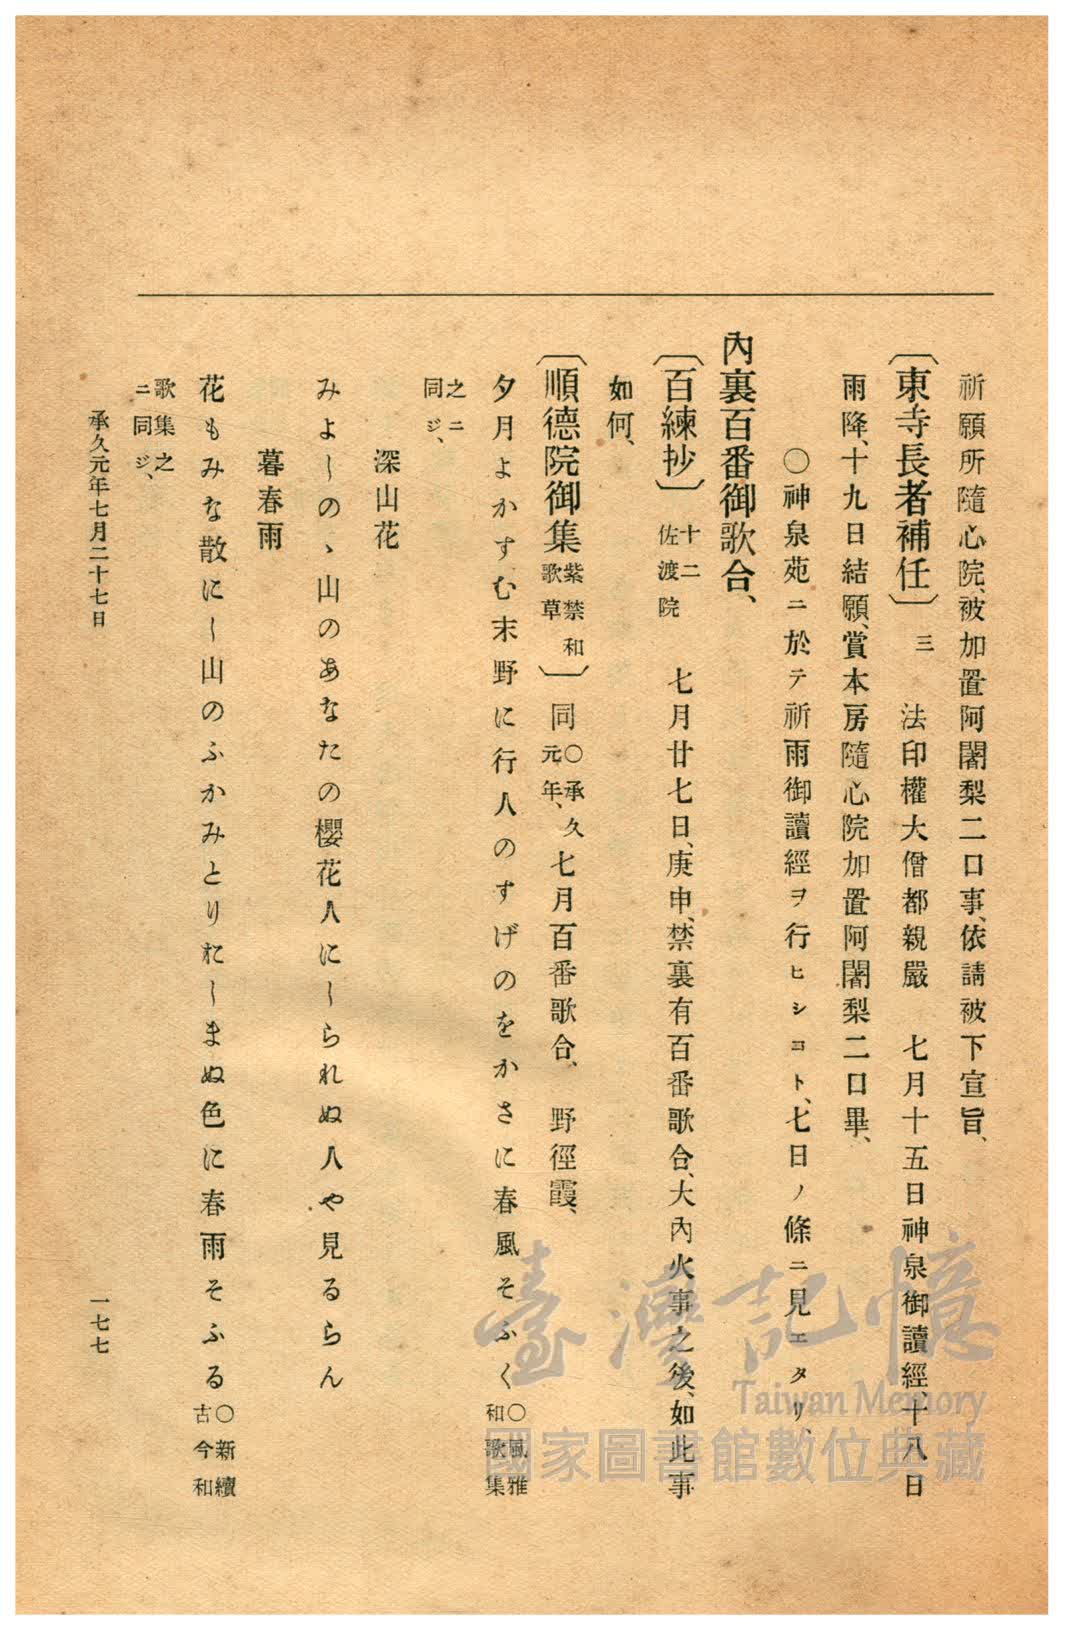 祈願所隨心院、被加置阿闍梨二口事、依請被下宣旨、
〔東寺長者補任〕三 法印權大僧都親嚴 七月十五日神泉御讀經、十八日
雨降、十九日結願、賞本房隨心院加置阿闍梨二口畢、
〇神泉苑ニ於テ祈雨御讀經ヲ行ヒシコト、七日ノ條ニ見エタリ、
內裏百番御歌合、
〔百練抄〕十二佐渡院 七月廿七日、庚申、禁裏有百番歌合、大內火事之後、如此事
如何、
〔順德院御集紫禁和歌草〕同〇承久元年、七月百番歌合、 野徑霞、
夕月よかすむ末野に行人のすげのをかさに春風そふく〇風雅和歌集
之ニ同ジ、
深山花
みよしのゝ山のあなたの櫻花人にしられぬ人や見るらん
暮春雨
花もみな散にし山のふかみとりおしまぬ色に春雨そふる〇新續古今和
歌集之ニ同ジ、
承久元年七月二十七日
一七七
臺灣記憶
Taiwan Memory
國家圖書館數位典藏